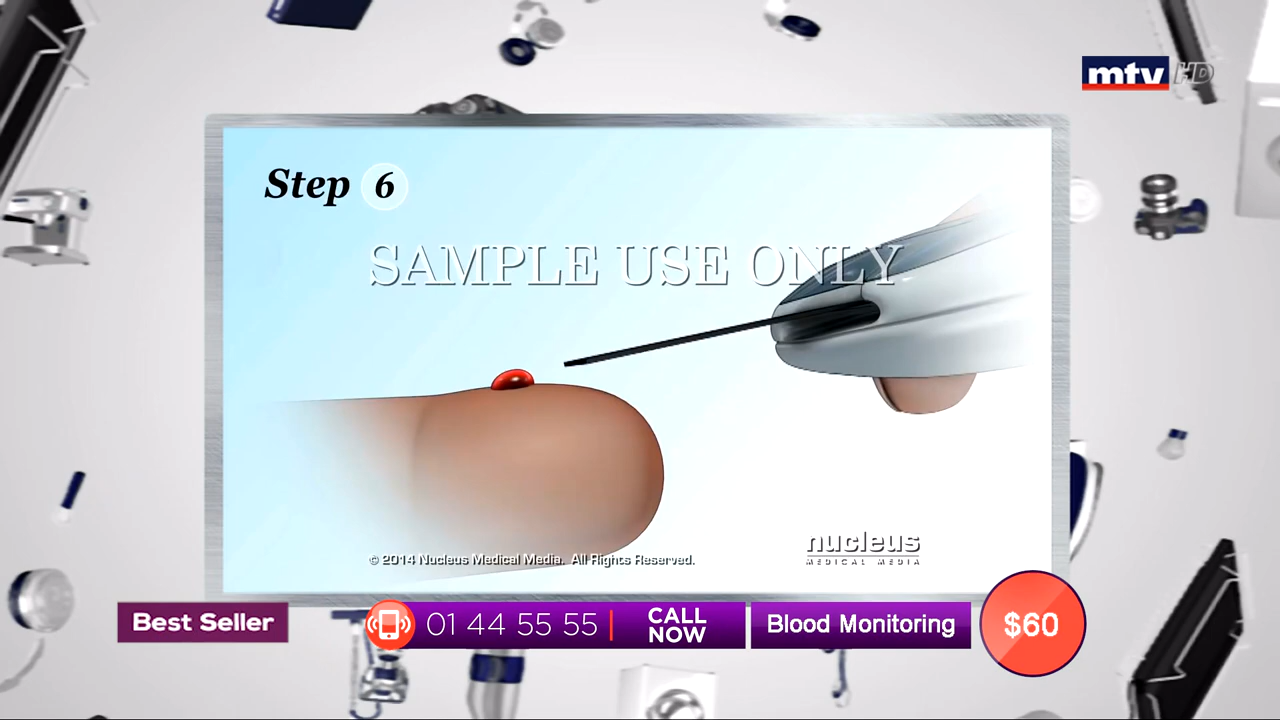 mtv HD
Step 6
SAMPLE USE ONLY
© 2014 Nucleus Medical Media. All Rights Reserved.
nucleus
MEDICAL MEDIA
Best Seller
01 44 55 55
CALL
NOW
Blood Monitoring
$60